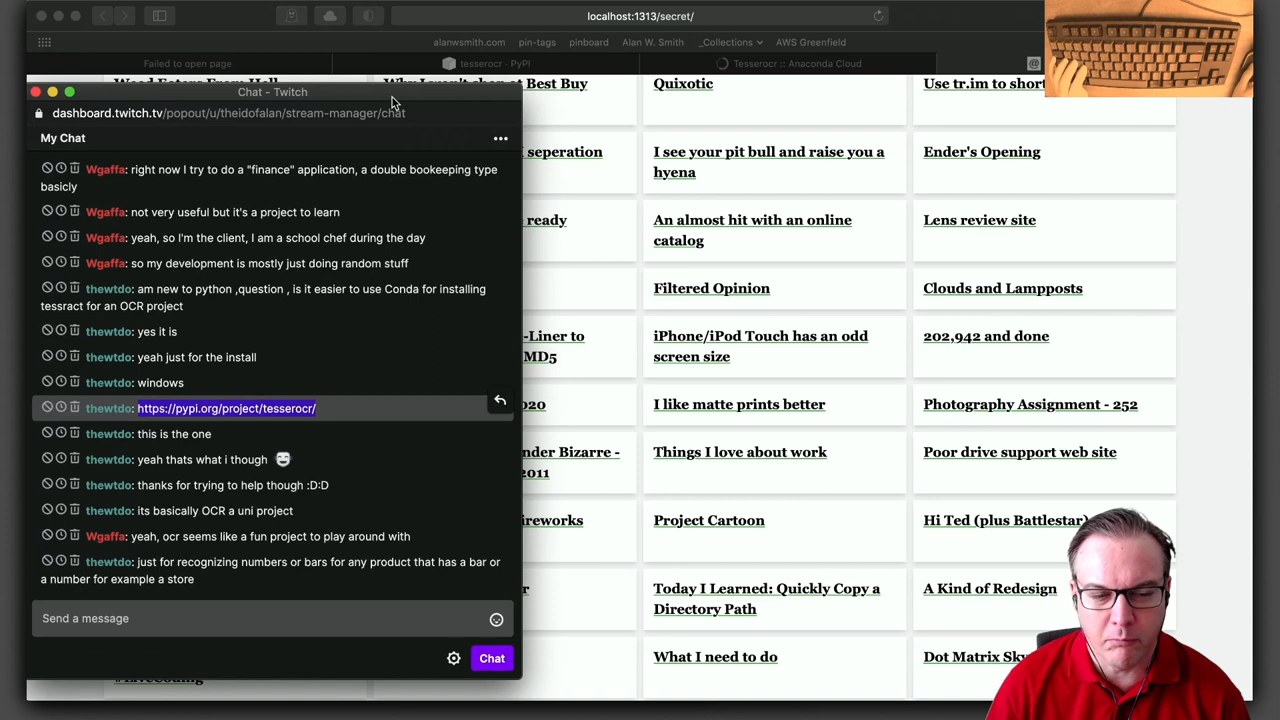 localhost:1313/secret/
alanwsmith.com pin-tags pinboard Alan W. Smith _Collections AWS Greenfield
Failed to open page tesserocr · PyPI Tesserocr :: Anaconda Cloud
Chat - Twitch
dashboard.twitch.tv/popout/u/theidofalan/stream-manager/chat
My Chat
Wgaffa: right now I try to do a "finance" application, a double bookeeping type
basicly
Wgaffa: not very useful but it's a project to learn
Wgaffa: yeah, so I'm the client, I am a school chef during the day
Wgaffa: so my development is mostly just doing random stuff
thewtdo: am new to python ,question , is it easier to use Conda for installing
tessract for an OCR project
thewtdo: yes it is
thewtdo: yeah just for the install
thewtdo: windows
thewtdo: https://pypi.org/project/tesserocr/
thewtdo: this is the one
thewtdo: yeah thats what i though
thewtdo: thanks for trying to help though :D:D
thewtdo: its basically OCR a uni project
Wgaffa: yeah, ocr seems like a fun project to play around with
thewtdo: just for recognizing numbers or bars for any product that has a bar or
a number for example a store
Send a message
Chat
Best Buy
seperation
ready
-Liner to
MD5
020
nder Bizarre -
2011
ireworks
Quixotic
I see your pit bull and raise you a
hyena
An almost hit with an online
catalog
Filtered Opinion
iPhone/iPod Touch has an odd
screen size
I like matte prints better
Things I love about work
Project Cartoon
Today I Learned: Quickly Copy a
Directory Path
What I need to do
Use tr.im to short
Ender's Opening
Lens review site
Clouds and Lampposts
202,942 and done
Photography Assignment - 252
Poor drive support web site
Hi Ted (plus Battlestar)
A Kind of Redesign
Dot Matrix Sky